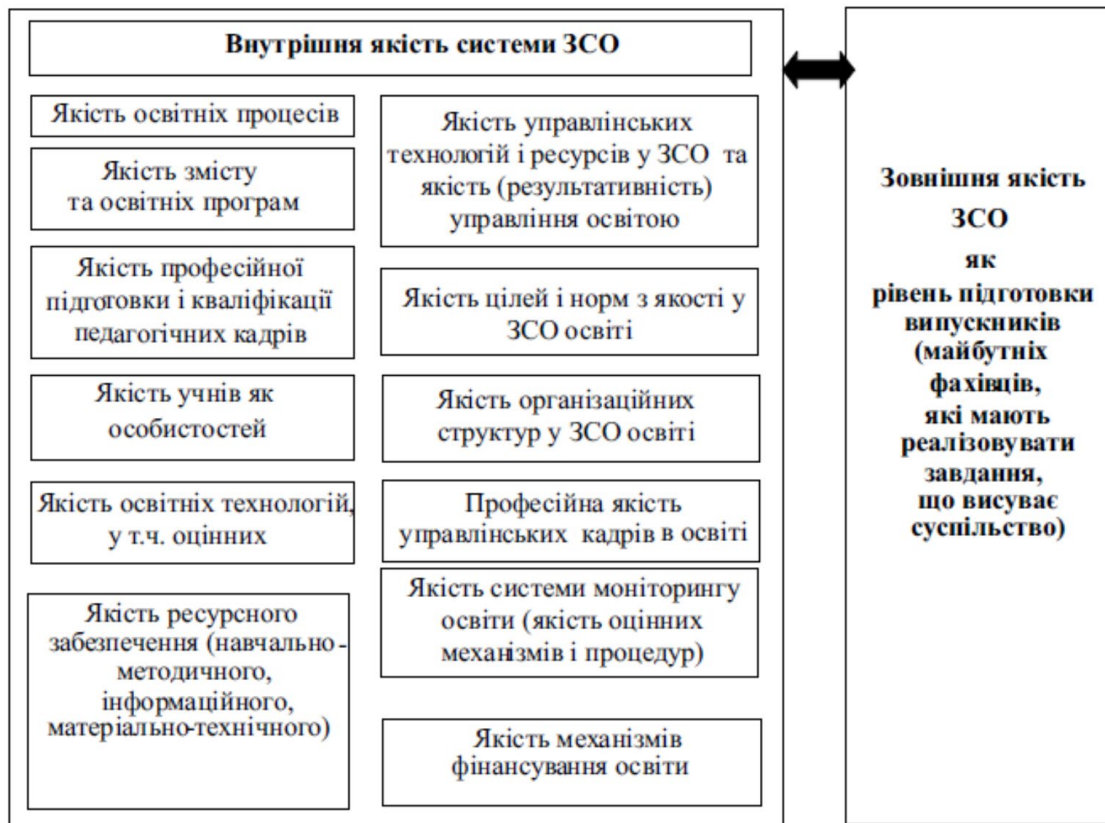 Внутрішня якість системи ЗСО
Якість освітніх процесів
Якість змісту
та освітніх програм
Якість професійної
підготовки і кваліфікації
педагогічних кадрів
Якість учнів як
особистостей
Якість освітніх технологій,
у т.ч. оцінних
Якість ресурсного
забезпечення (навчально-
методичного,
інформаційного,
матеріально-технічного)
Якість управлінських
технологій і ресурсів у ЗСО та
якість (результативність)
управління освітою
Якість цілей і норм з якості у
ЗСО освіті
Якість організаційних
структур у ЗСО освіті
Професійна якість
управлінських кадрів в освіті
Якість системи моніторингу
освіти (якість оцінних
механізмів і процедур)
Якість механізмів
фінансування освіти
Зовнішня якість
ЗСО
як
рівень підготовки
випускників
(майбутніх
фахівців,
які мають
реалізовувати
завдання,
що висуває
суспільство)